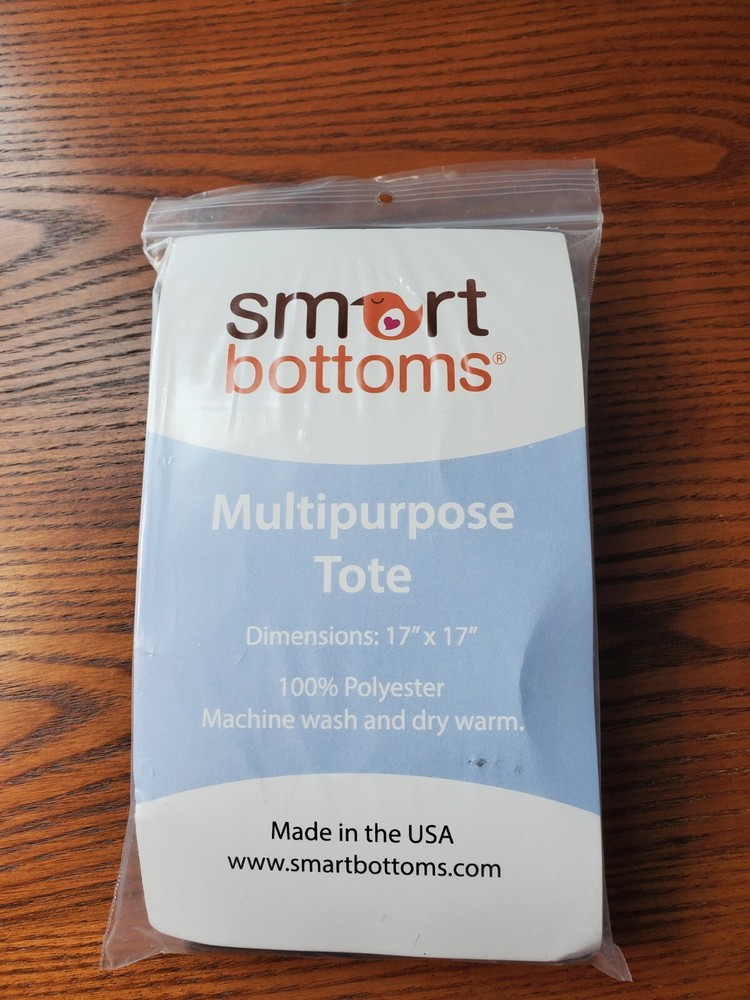 smart
bottoms®
Multipurpose
Tote
Dimensions: 17" x 17"
100% Polyester
Machine wash and dry warm.
Made in the USA
www.smartbottoms.com